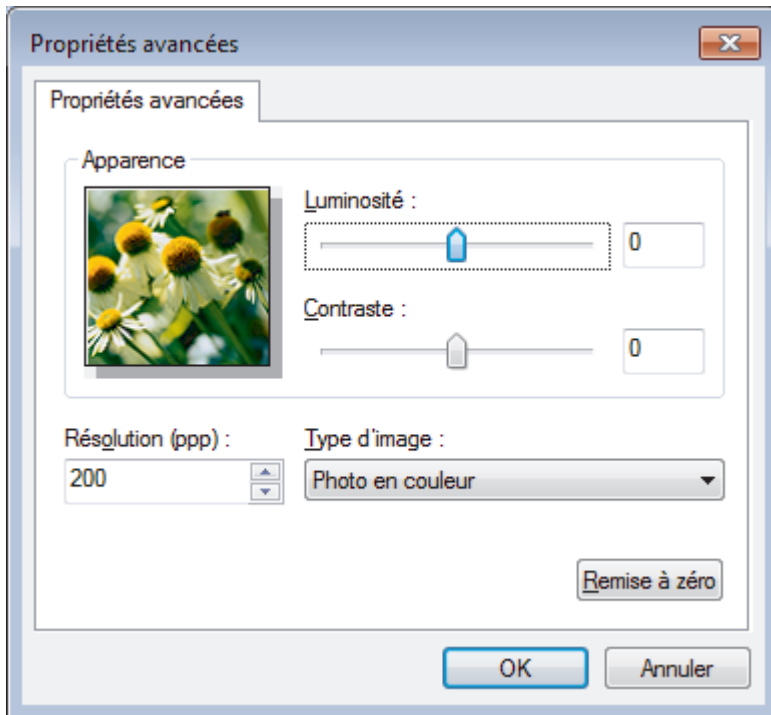 Propriétés avancées
Propriétés avancées
Apparence
Luminosité :
0
Contraste :
0
Résolution (ppp) :
200
Type d'image :
Photo en couleur
Remise à zéro
OK
Annuler